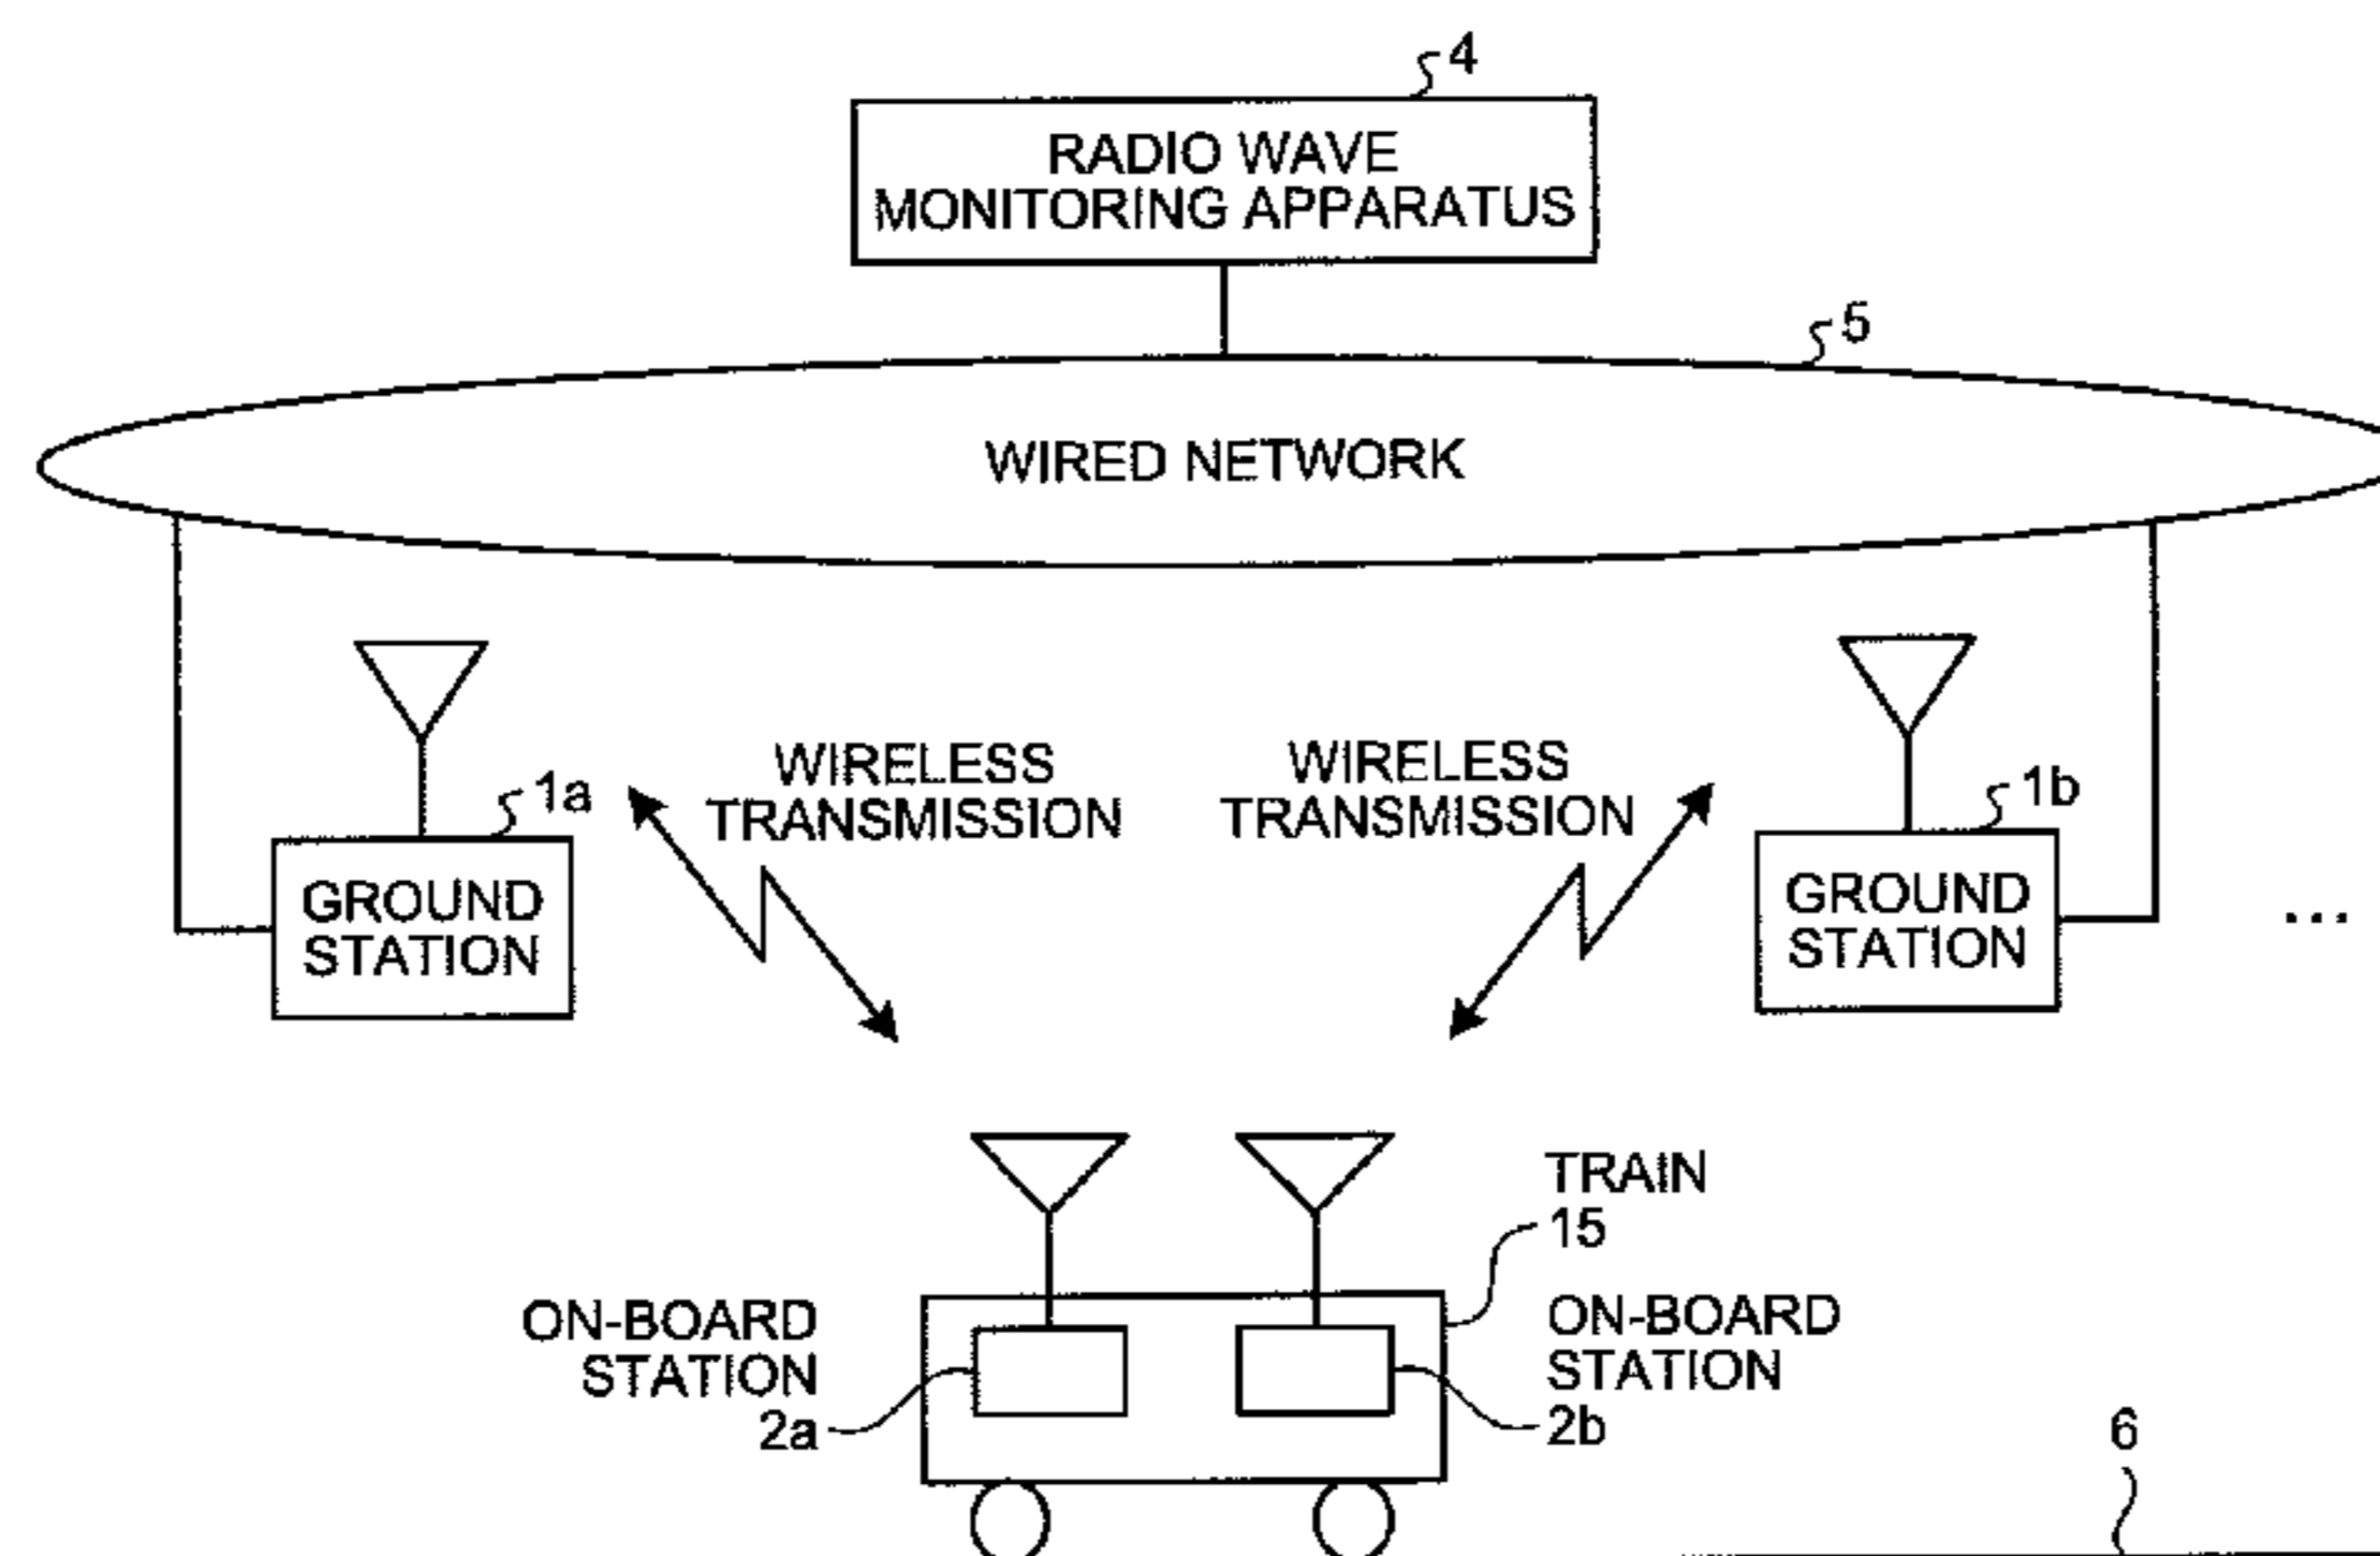 4
RADIO WAVE
MONITORING APPARATUS
5
WIRED NETWORK
1a
WIRELESS
TRANSMISSION
WIRELESS
TRANSMISSION
1b
GROUND
STATION
GROUND
STATION
...
TRAIN
15
ON-BOARD
STATION
2a
ON-BOARD
STATION
2b
6